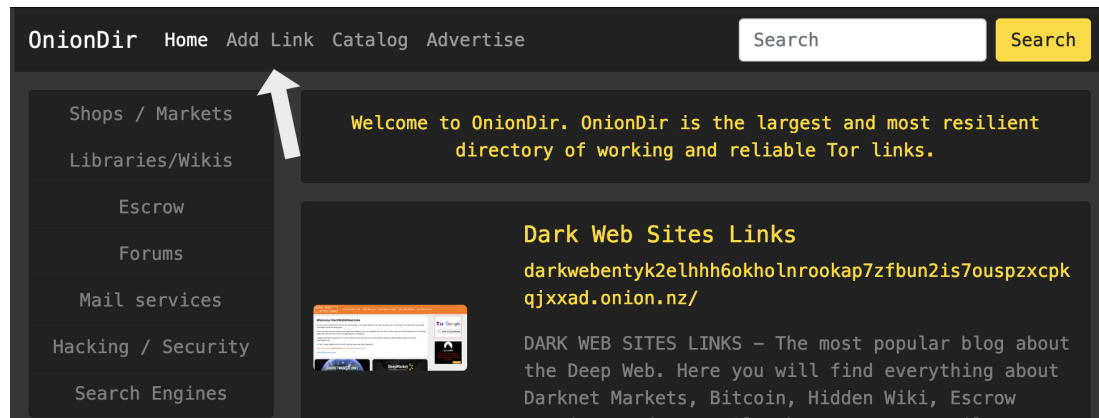 OnionDir Home Add Link Catalog Advertise Search Search
Shops / Markets
Libraries/Wikis
Escrow
Forums
Mail services
Hacking / Security
Search Engines
Welcome to OnionDir. OnionDir is the largest and most resilient
directory of working and reliable Tor links.
Dark Web Sites Links
darkwebentyk2elhhh6okholnrookap7zfbun2is7ouspzxcpk
qjxxad.onion.nz/
DARK WEB SITES LINKS – The most popular blog about
the Deep Web. Here you will find everything about
Darknet Markets, Bitcoin, Hidden Wiki, Escrow